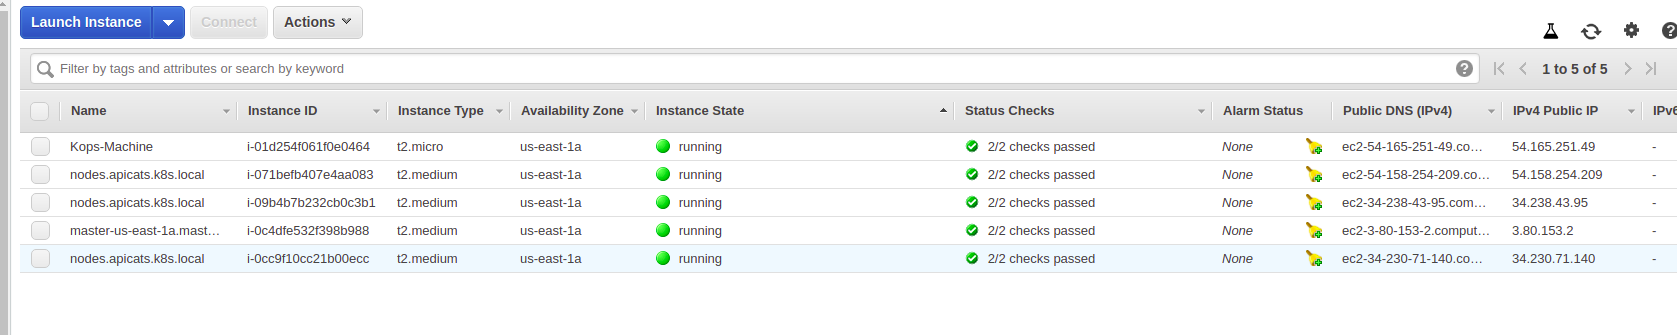 Launch Instance Connect Actions
Filter by tags and attributes or search by keyword ? 1 to 5 of 5
Name Instance ID Instance Type Availability Zone Instance State Status Checks Alarm Status Public DNS (IPv4) IPv4 Public IP IPv6
Kops-Machine i-01d254f061f0e0464 t2.micro us-east-1a running 2/2 checks passed None ec2-54-165-251-49.co... 54.165.251.49 -
nodes.apicats.k8s.local i-071befb407e4aa083 t2.medium us-east-1a running 2/2 checks passed None ec2-54-158-254-209.co... 54.158.254.209 -
nodes.apicats.k8s.local i-09b4b7b232cb0c3b1 t2.medium us-east-1a running 2/2 checks passed None ec2-34-238-43-95.com... 34.238.43.95 -
master-us-east-1a.mast... i-0c4dfe532f398b988 t2.medium us-east-1a running 2/2 checks passed None ec2-3-80-153-2.comput... 3.80.153.2 -
nodes.apicats.k8s.local i-0cc9f10cc21b00ecc t2.medium us-east-1a running 2/2 checks passed None ec2-34-230-71-140.co... 34.230.71.140 -